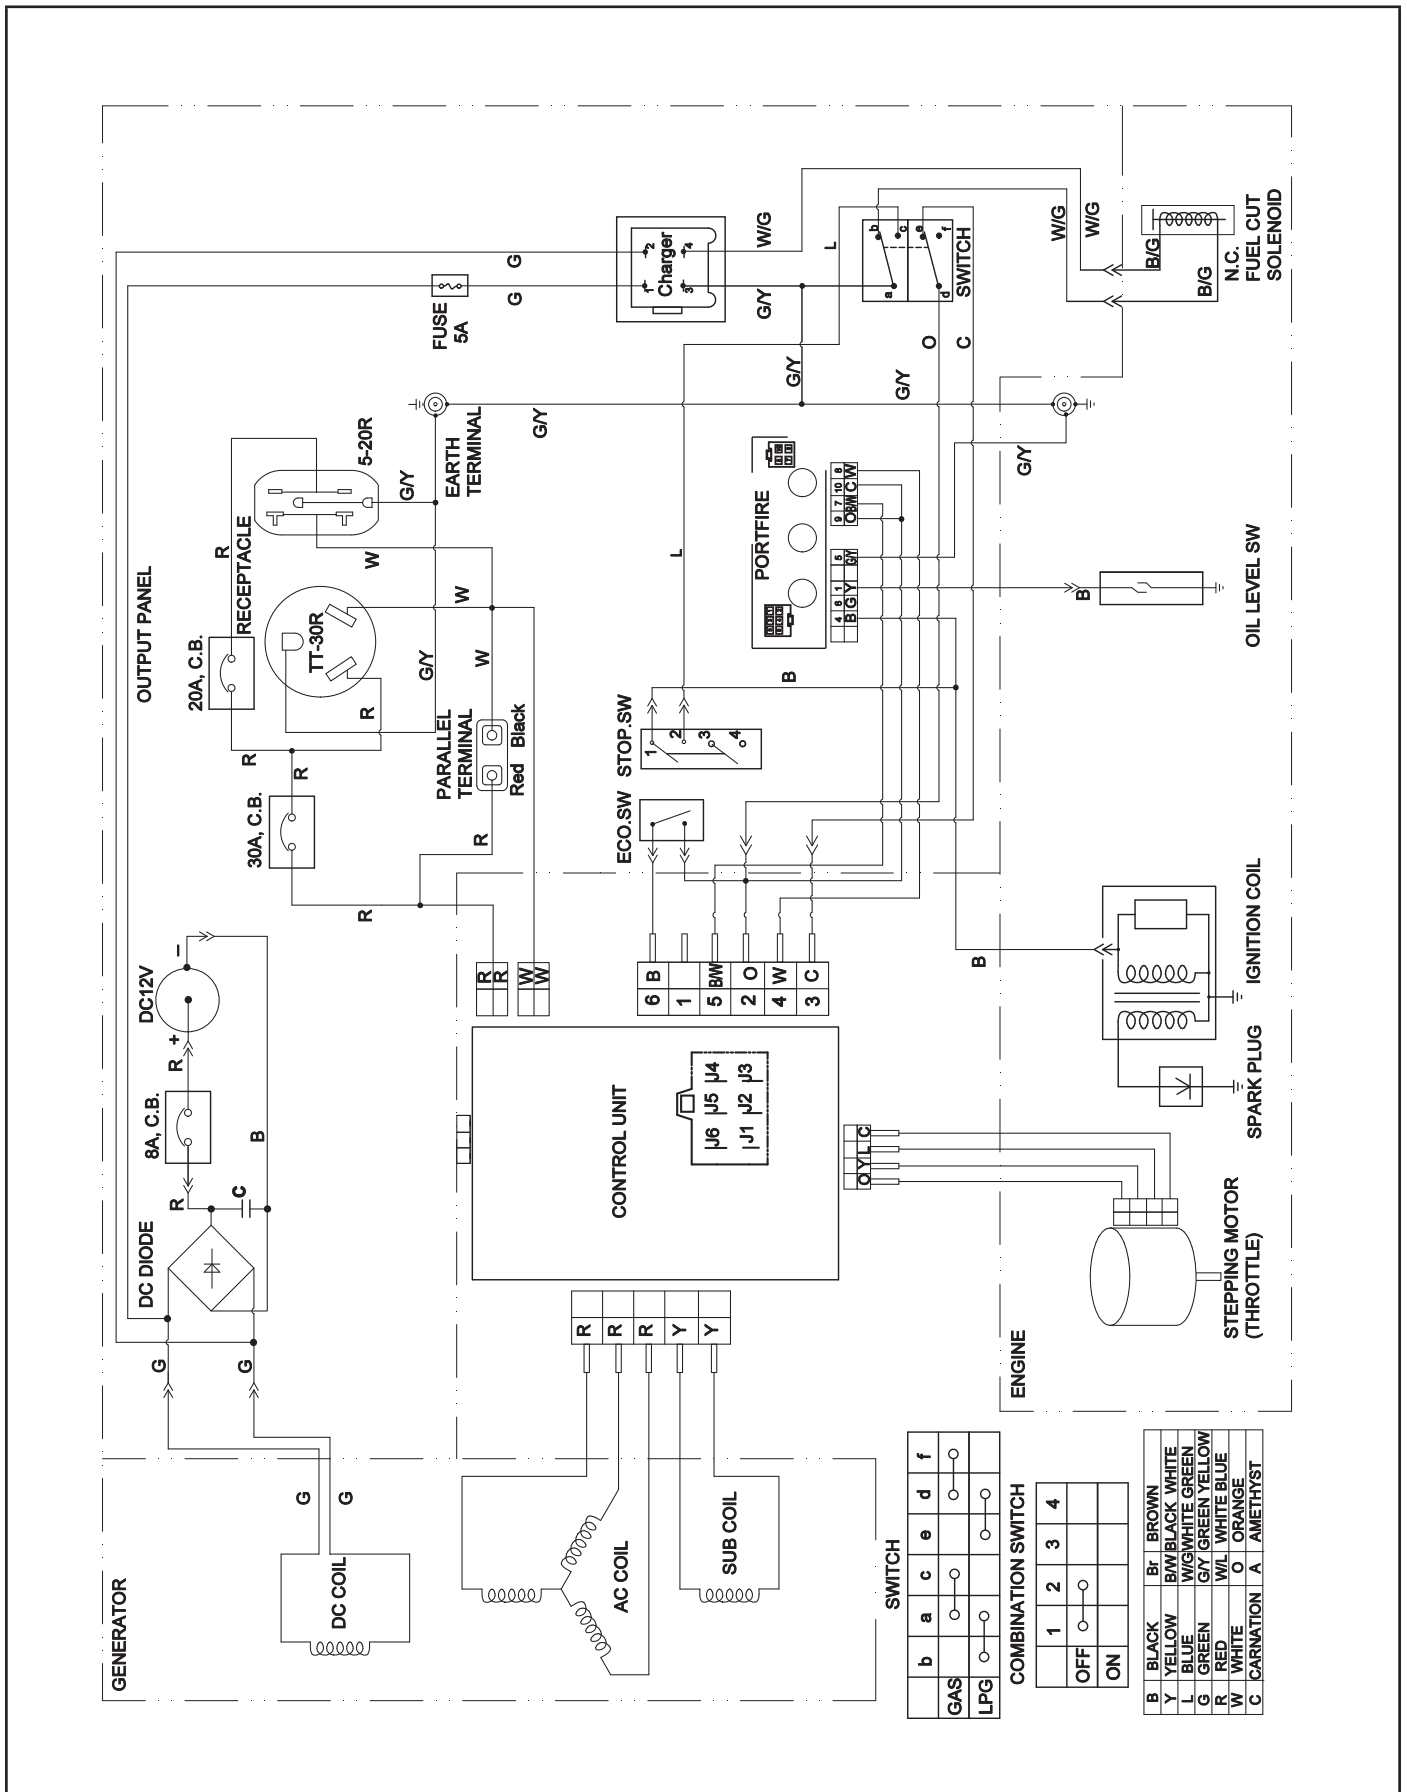 OUTPUT PANEL
GENERATOR
ENGINE
DC COIL
G
G
G
G
DC DIODE
C
R
8A, C.B.
R
+
DC12V
–
B
30A, C.B.
R
R
R
20A, C.B.
R
RECEPTACLE
TT-30R
R
5-20R
W
W
W
G/Y
G/Y
EARTH
TERMINAL
G/Y
PARALLEL
TERMINAL
Red
Black
R
R
R
W
W
FUSE
5A
G
G
Charger
1
2
3
4
W/G
G/Y
G/Y
G/Y
L
L
a
b
c
d
e
f
SWITCH
O
C
W/G
W/G
B/G
B/G
N.C.
FUEL CUT
SOLENOID
PORTFIRE
4 6 1 5 9 7 10 8
B G Y G/Y O B/W C W
G/Y
B
B
OIL LEVEL SW
STOP.SW
1
2
3
4
ECO.SW
B
6 B
1
5 B/W
2 O
4 W
3 C
CONTROL UNIT
J6 J5 J4
J1 J2 J3
O Y L C
B
IGNITION COIL
SPARK PLUG
STEPPING MOTOR
(THROTTLE)
R
R
R
Y
Y
AC COIL
SUB COIL
SWITCH
b a c e d f
GAS
LPG
COMBINATION SWITCH
1 2 3 4
OFF
ON
B BLACK Br BROWN
Y YELLOW B/W BLACK WHITE
L BLUE W/G WHITE GREEN
G GREEN G/Y GREEN YELLOW
R RED W/L WHITE BLUE
W WHITE O ORANGE
C CARNATION A AMETHYST